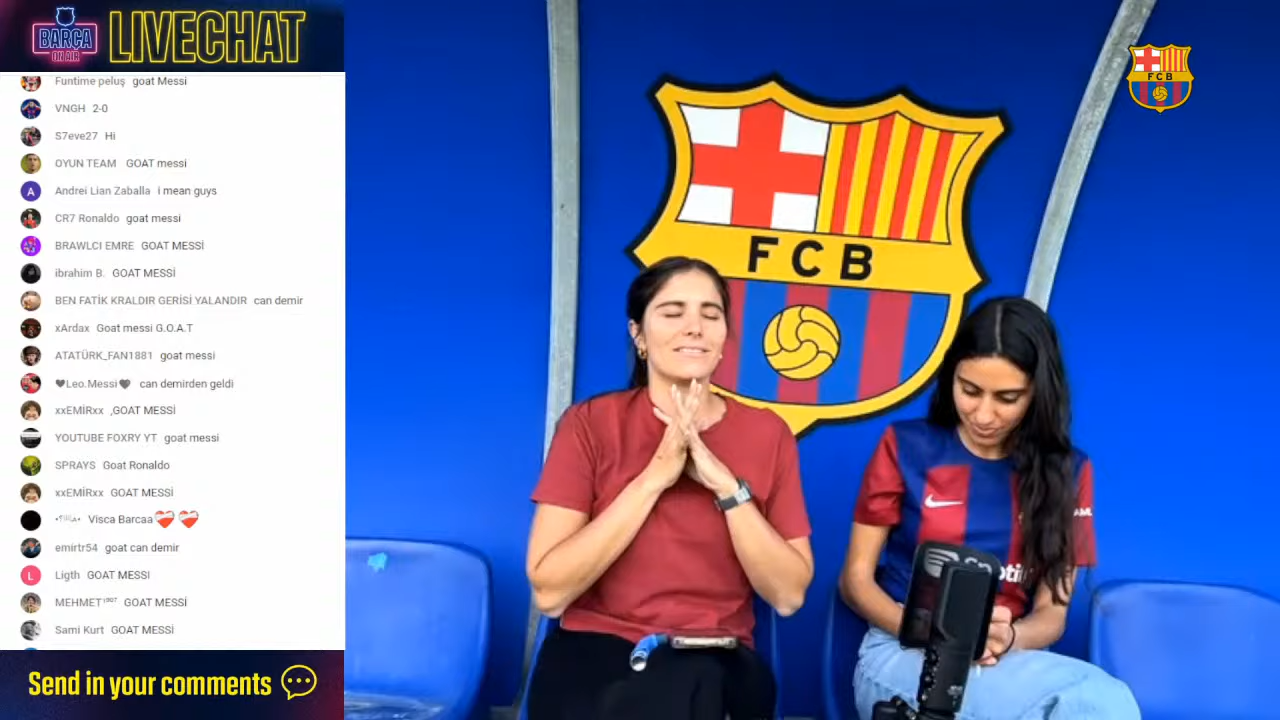 BARÇA
ON AIR
LIVECHAT
Funtime peluş goat Messi
VNGH 2-0
S7eve27 Hi
OYUN TEAM GOAT messi
A Andrei Lian Zaballa i mean guys
CR7 Ronaldo goat messi
BRAWLCI EMRE GOAT MESSİ
ibrahim B. GOAT MESSİ
BEN FATİK KRALDIR GERİSİ YALANDIR can demir
xArdax Goat messi G.O.A.T
ATATÜRK_FAN1881 goat messi
♥Leo.Messi♥ can demirden geldi
xxEMİRxx ,GOAT MESSİ
YOUTUBE FOXRY YT goat messi
SPRAYS Goat Ronaldo
xxEMİRxx GOAT MESSİ
Visca Barcaa❤️‍🩹❤️‍🩹
emirtr54 goat can demir
L Ligth GOAT MESSI
MEHMET¹⁹⁰⁷ GOAT MESSİ
Sami Kurt GOAT MESSİ
Send in your comments
FCB
FCB
Spoti